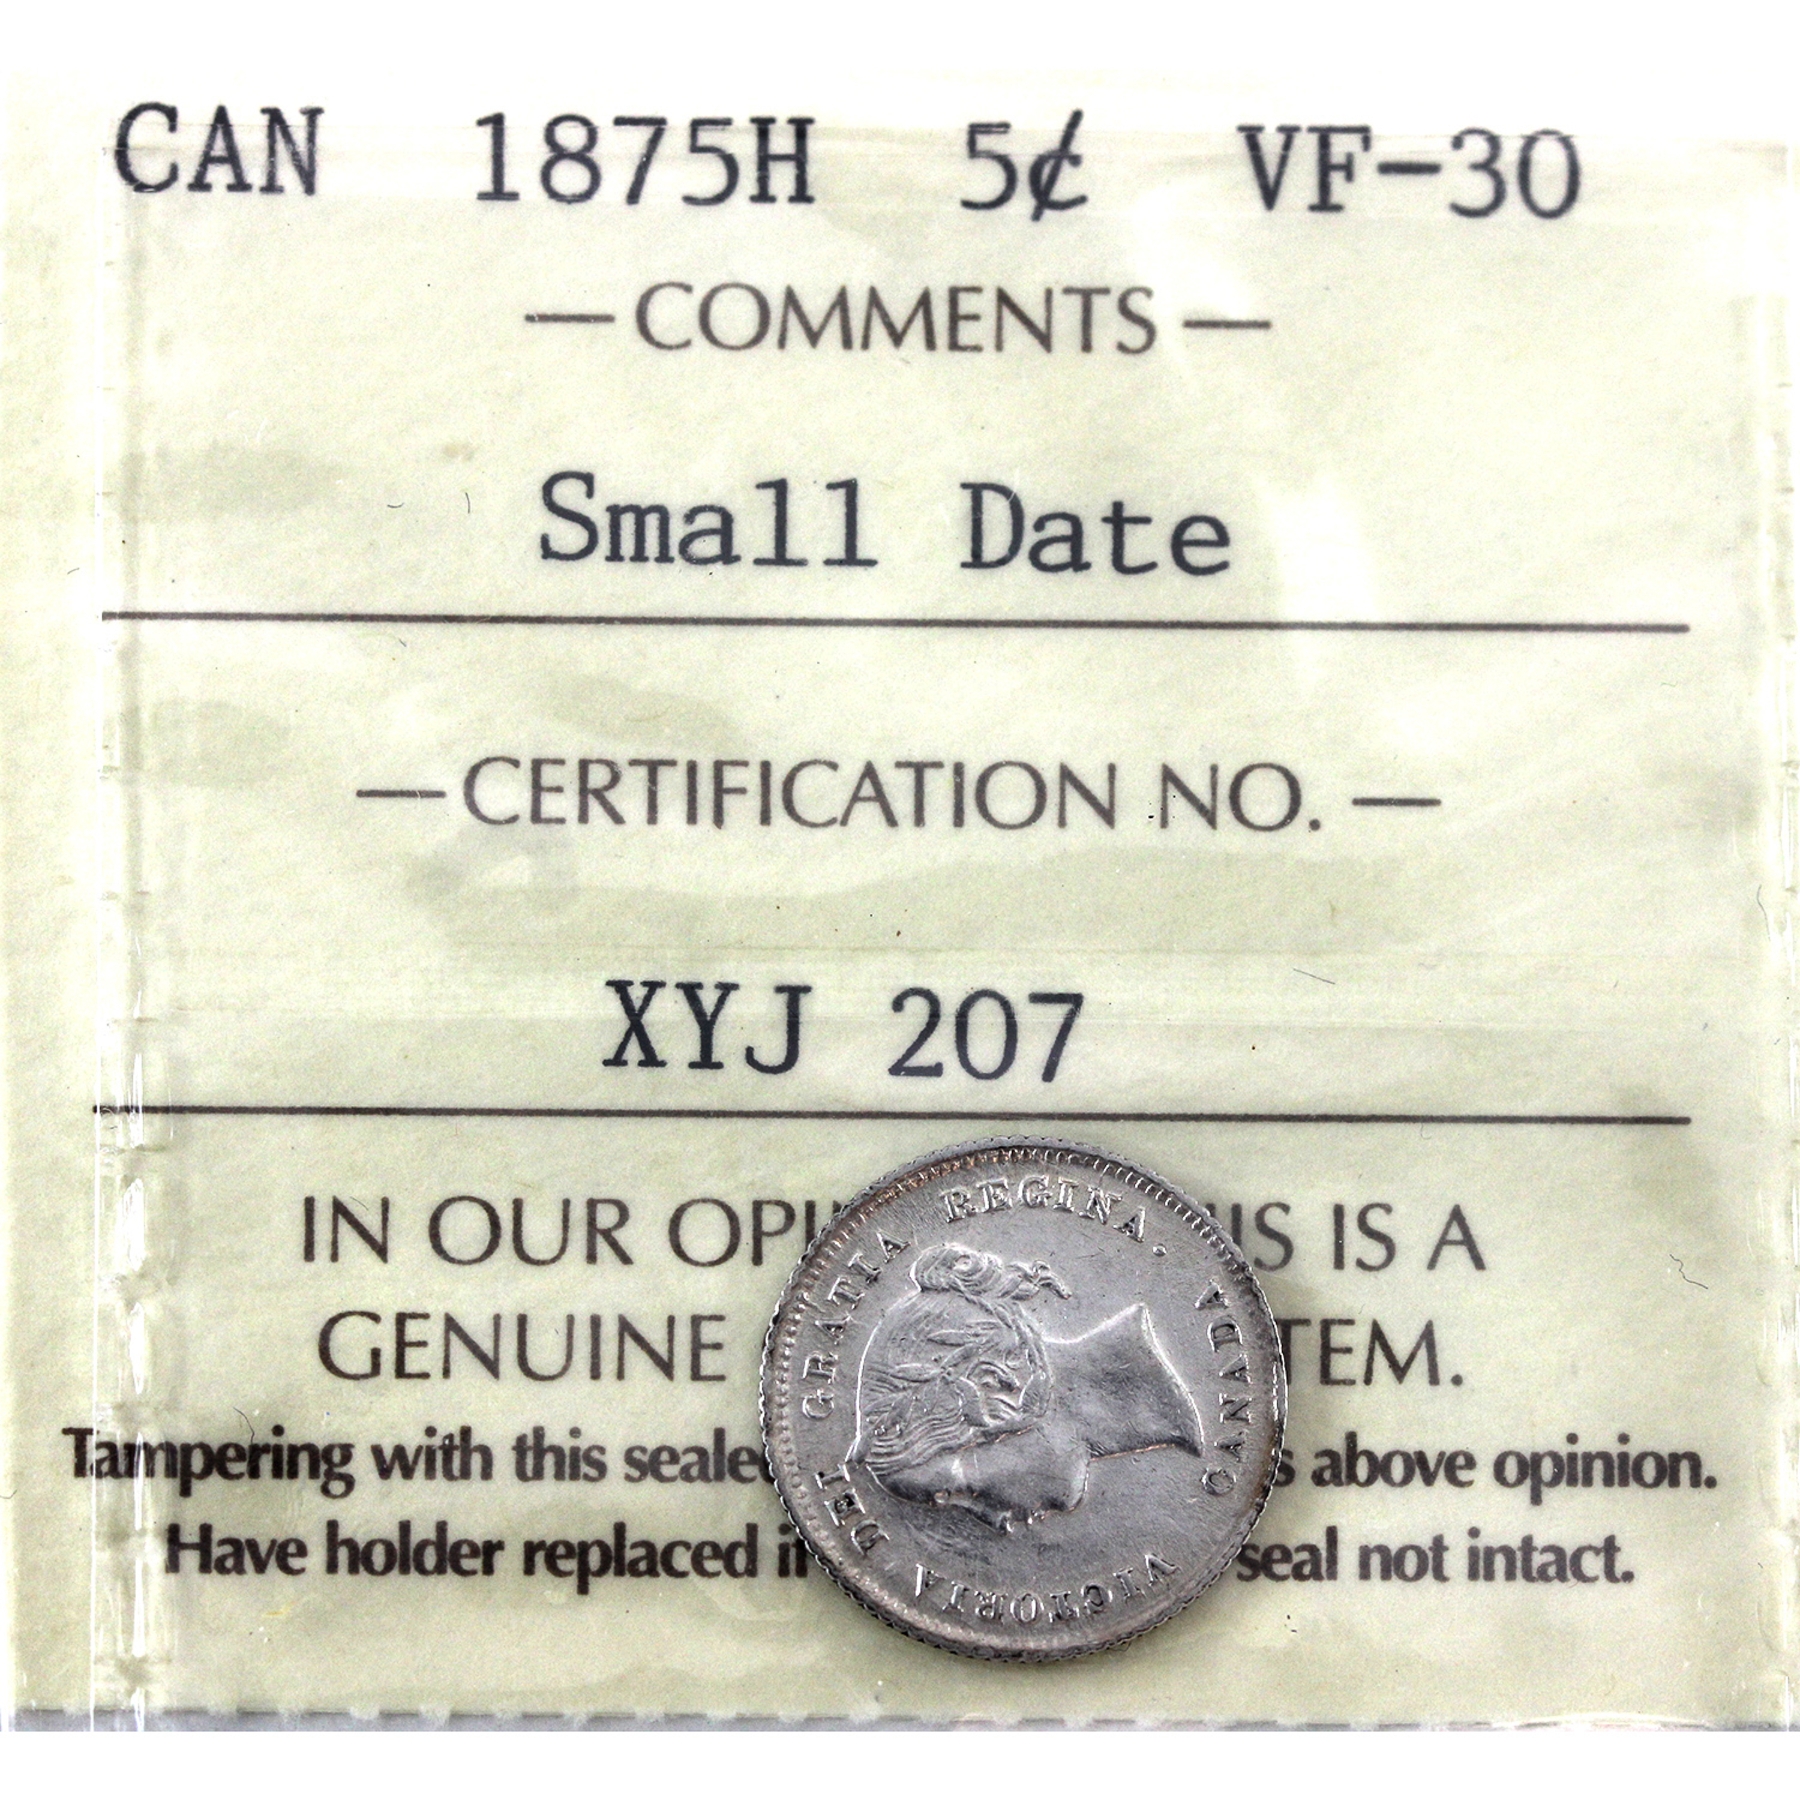 CAN 1875H 5¢ VF-30
— COMMENTS —
Small Date
— CERTIFICATION NO. —
XYJ 207
IN OUR OPI IS IS A
GENUINE TEM.
Tampering with this seale s above opinion.
Have holder replaced if seal not intact.
VICTORIA DEI GRATIA REGINA.
CANADA